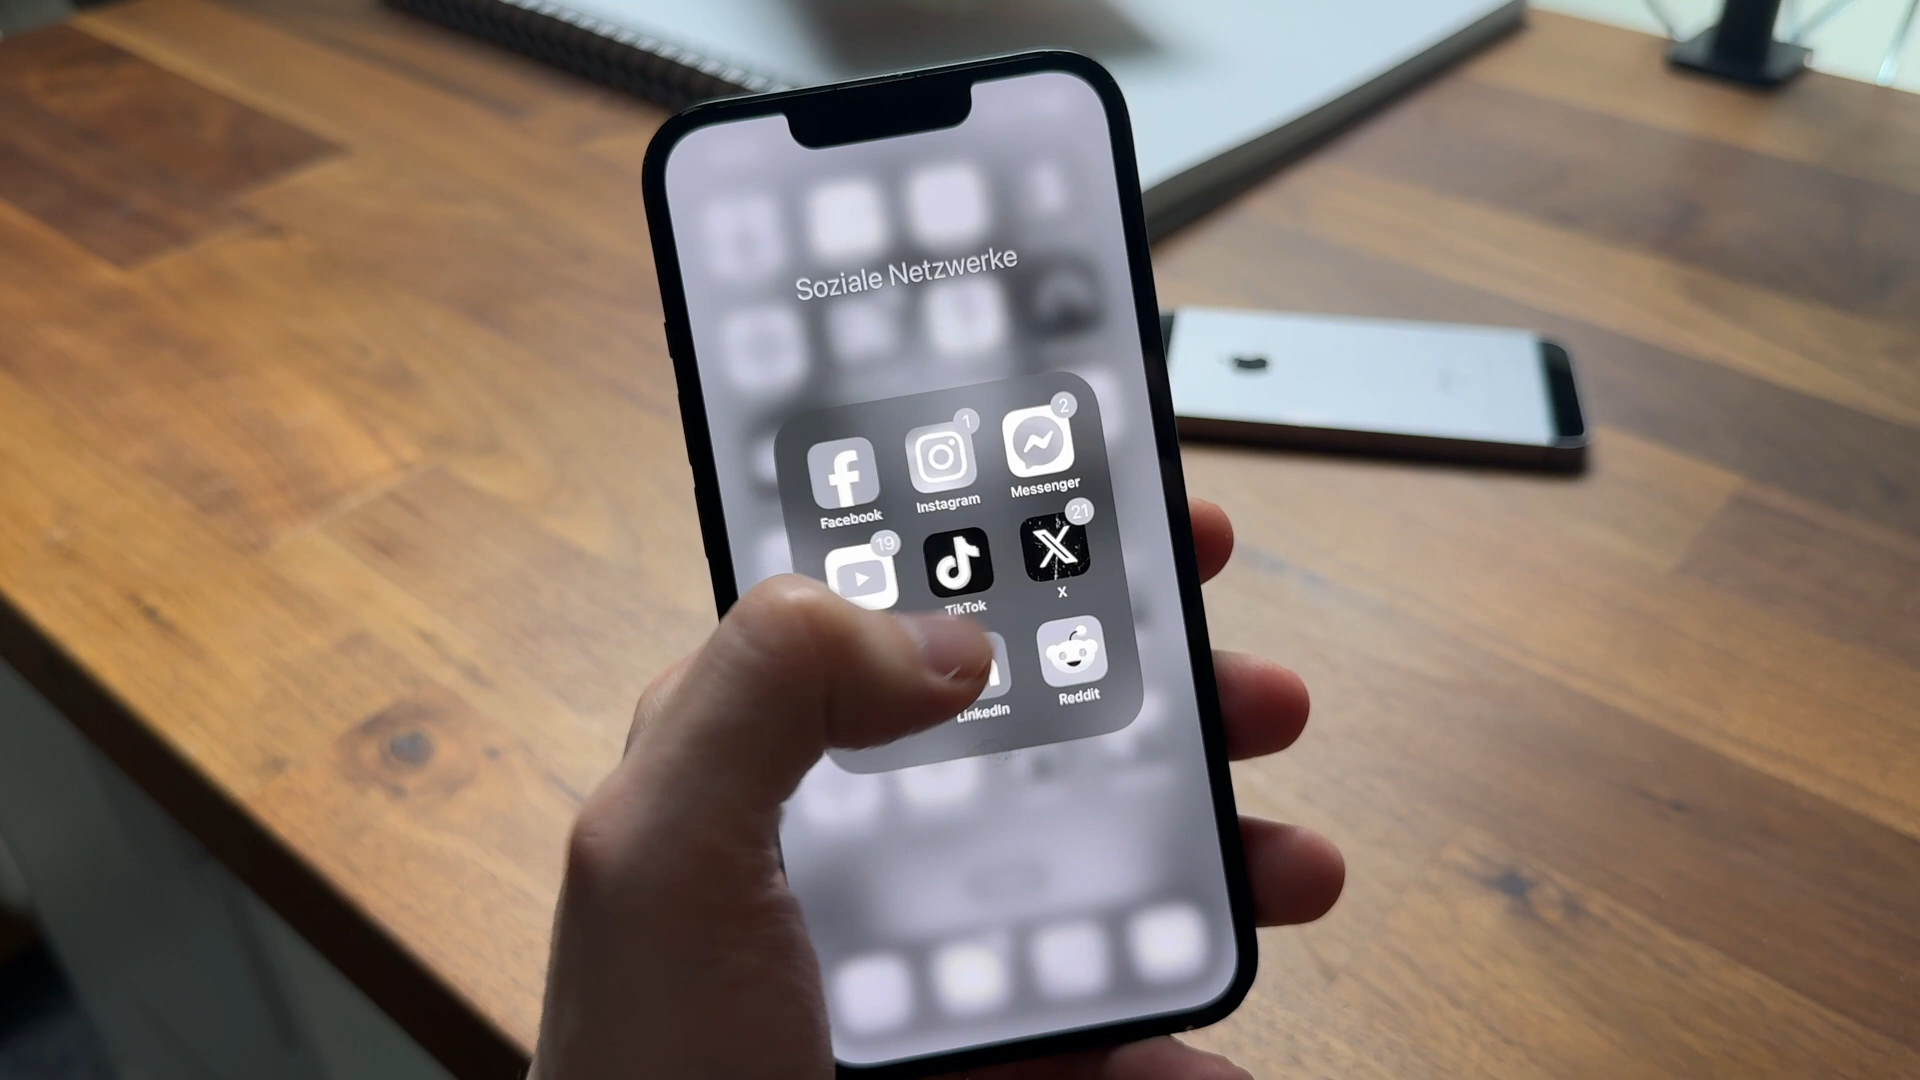 Soziale Netzwerke
1
2
Facebook
Instagram
Messenger
19
21
TikTok
X
LinkedIn
Reddit